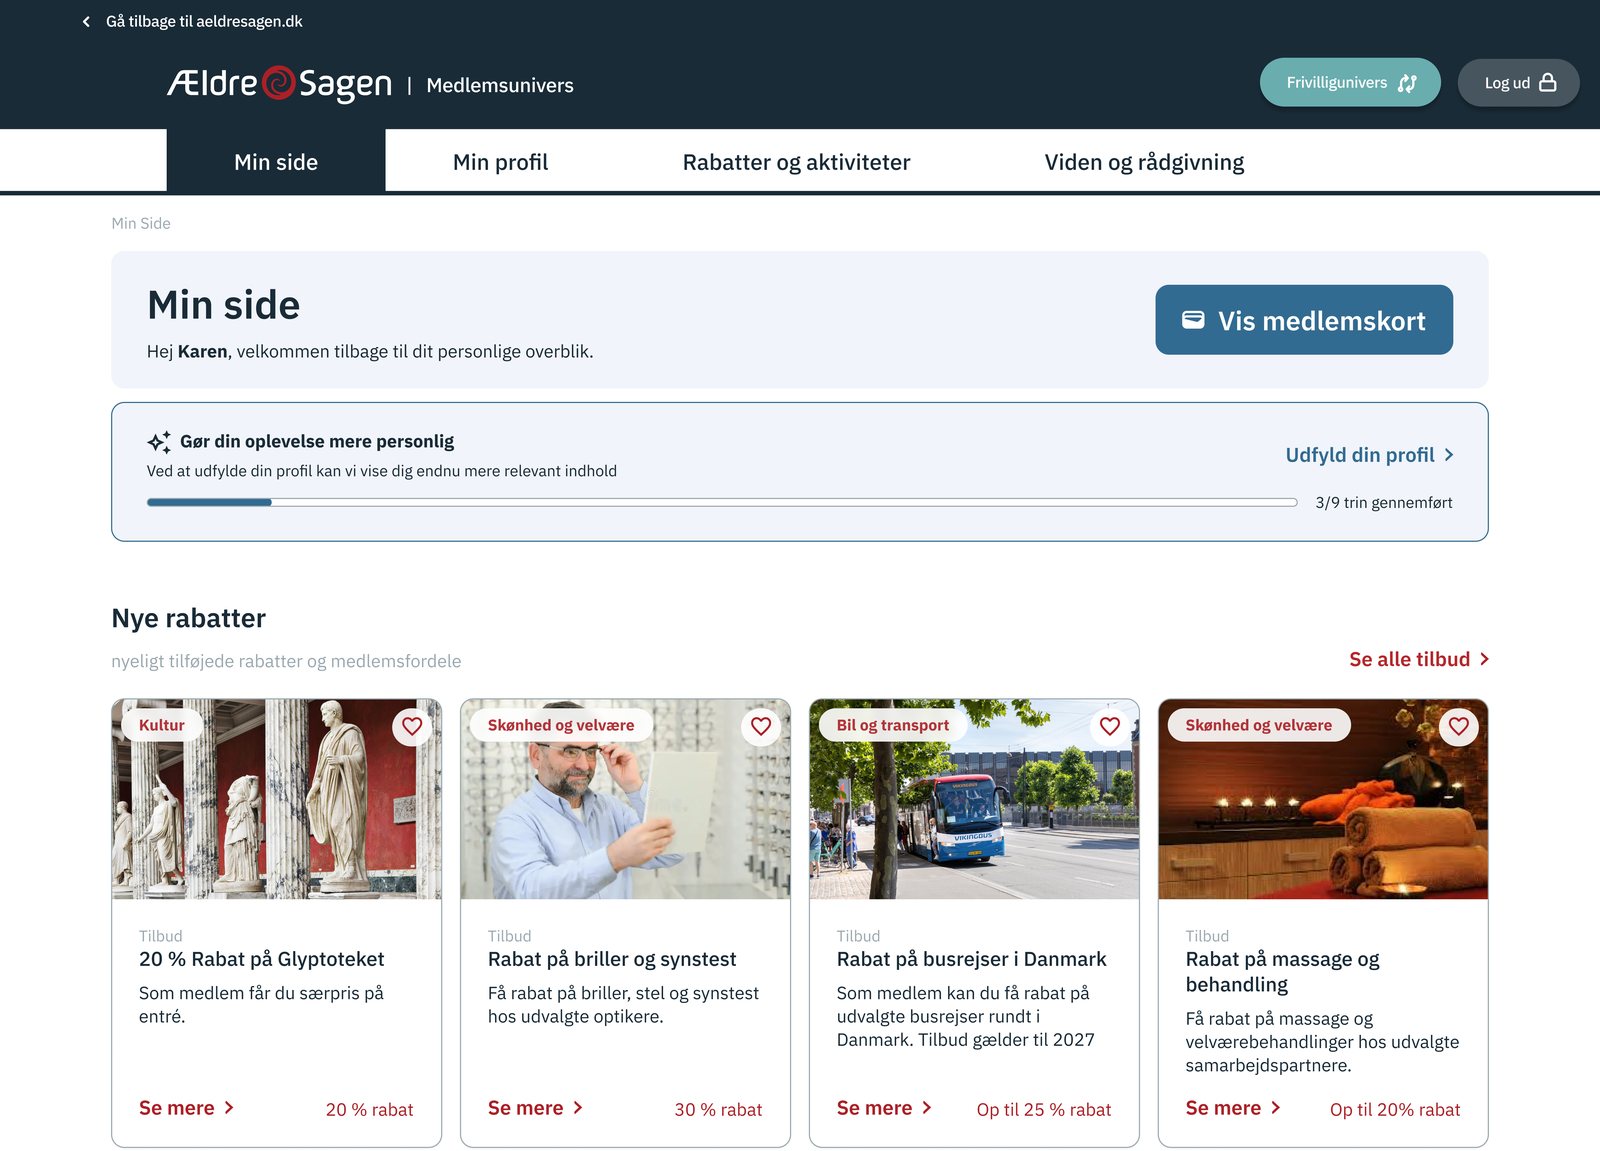 Gå tilbage til aeldresagen.dk
ÆldreSagen | Medlemsunivers
Frivilligunivers
Log ud
Min side
Min profil
Rabatter og aktiviteter
Viden og rådgivning
Min Side
Min side
Hej Karen, velkommen tilbage til dit personlige overblik.
Vis medlemskort
Gør din oplevelse mere personlig
Ved at udfylde din profil kan vi vise dig endnu mere relevant indhold
Udfyld din profil
3/9 trin gennemført
Nye rabatter
nyeligt tilføjede rabatter og medlemsfordele
Se alle tilbud
Kultur
Tilbud
20 % Rabat på Glyptoteket
Som medlem får du særpris på
entré.
Se mere
20 % rabat
Skønhed og velvære
Tilbud
Rabat på briller og synstest
Få rabat på briller, stel og synstest
hos udvalgte optikere.
Se mere
30 % rabat
Bil og transport
VIKINGBUS
Tilbud
Rabat på busrejser i Danmark
Som medlem kan du få rabat på
udvalgte busrejser rundt i
Danmark. Tilbud gælder til 2027
Se mere
Op til 25 % rabat
Skønhed og velvære
Tilbud
Rabat på massage og
behandling
Få rabat på massage og
velværebehandlinger hos udvalgte
samarbejdspartnere.
Se mere
Op til 20% rabat